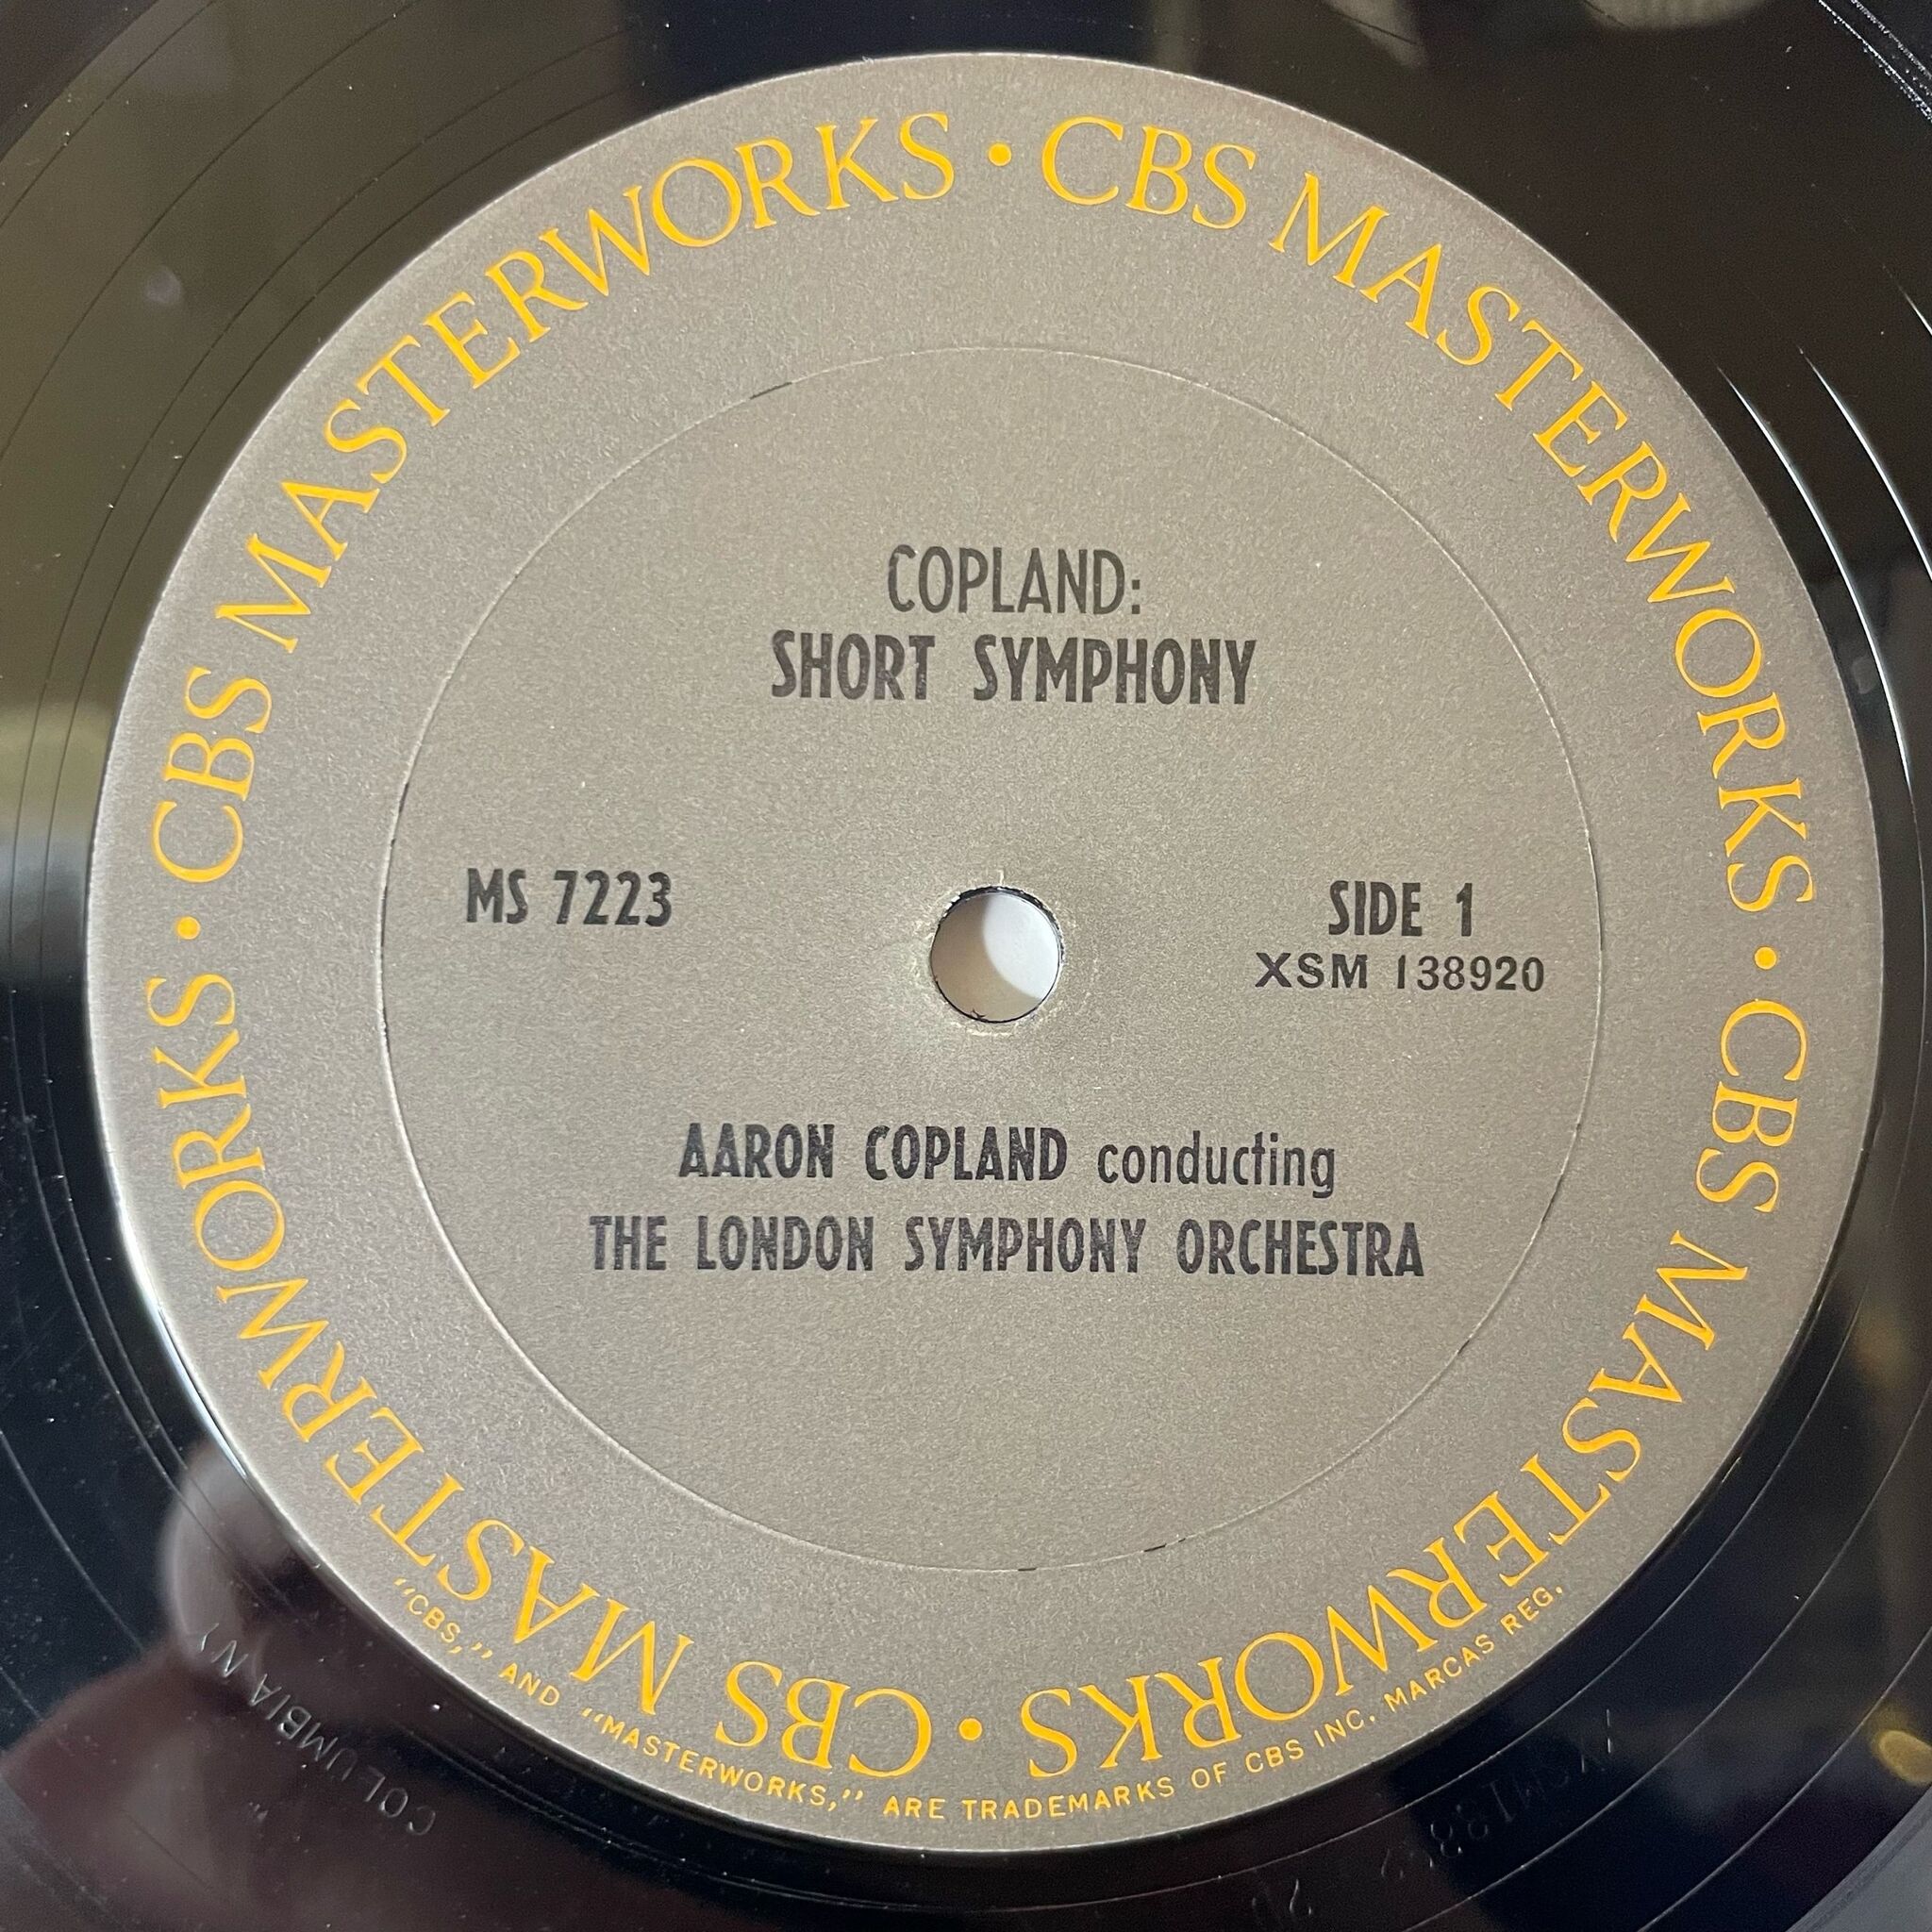 CBS MASTERWORKS · CBS MASTERWORKS · CBS MASTERWORKS · CBS MASTERWORKS ·
COPLAND:
SHORT SYMPHONY
MS 7223
SIDE 1
XSM 138920
AARON COPLAND conducting
THE LONDON SYMPHONY ORCHESTRA
"CBS," AND "MASTERWORKS," ARE TRADEMARKS OF CBS INC. MARCAS REG.
COLUMBIA NY